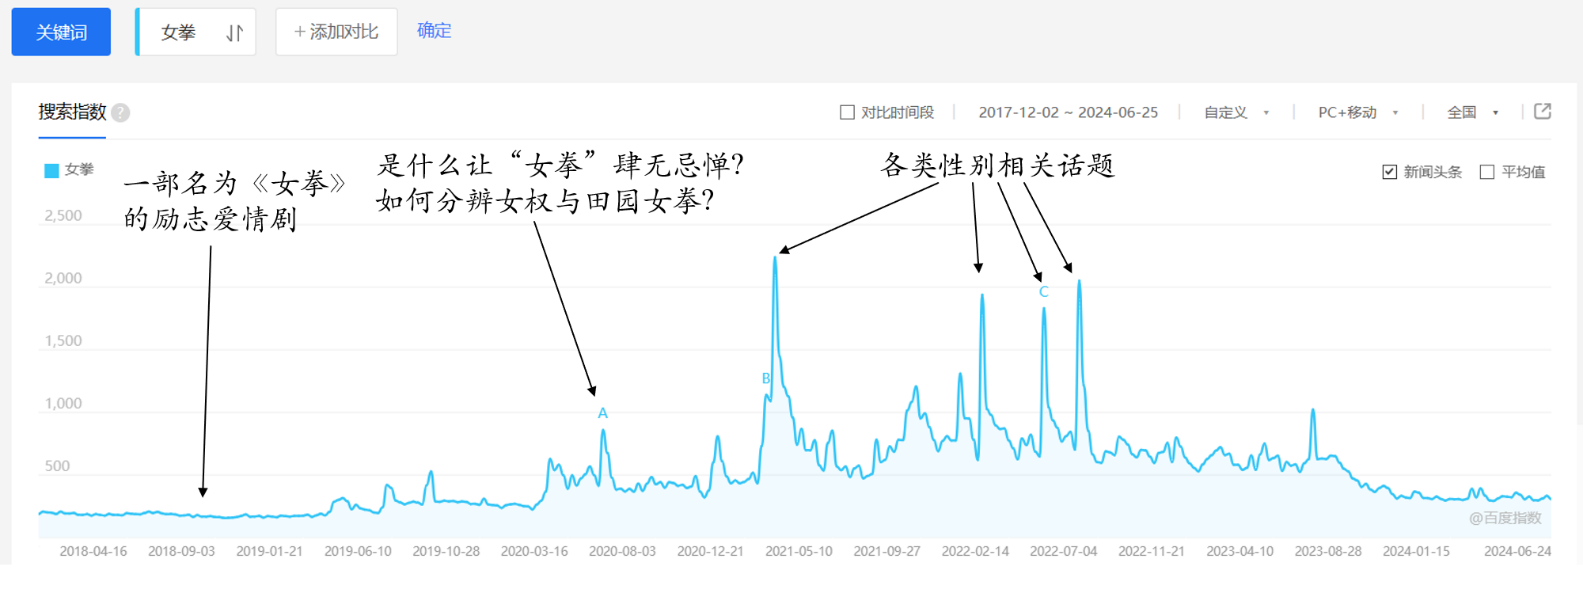 关键词 女拳 +添加对比 确定
搜索指数 ? 对比时间段 2017-12-02 ~ 2024-06-25 自定义 PC+移动 全国
女拳 新闻头条 平均值
一部名为《女拳》
的励志爱情剧
是什么让“女拳”肆无忌惮?
如何分辨女权与田园女拳?
各类性别相关话题
2,500
2,000
1,500
1,000
500
A
B
C
@百度指数
2018-04-16 2018-09-03 2019-01-21 2019-06-10 2019-10-28 2020-03-16 2020-08-03 2020-12-21 2021-05-10 2021-09-27 2022-02-14 2022-07-04 2022-11-21 2023-04-10 2023-08-28 2024-01-15 2024-06-24